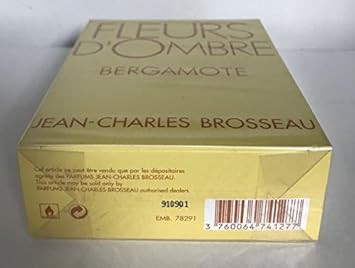 FLEURS
D'OMBRE
BERGAMOTE
JEAN-CHARLES BROSSEAU
Cet article ne peut être vendu que par les dépositaires
agréés des PARFUMS JEAN-CHARLES BROSSEAU.
This article may be sold only by
PARFUMS JEAN-CHARLES BROSSEAU authorised dealers.
910901
EMB. 78291
3 760064 741277